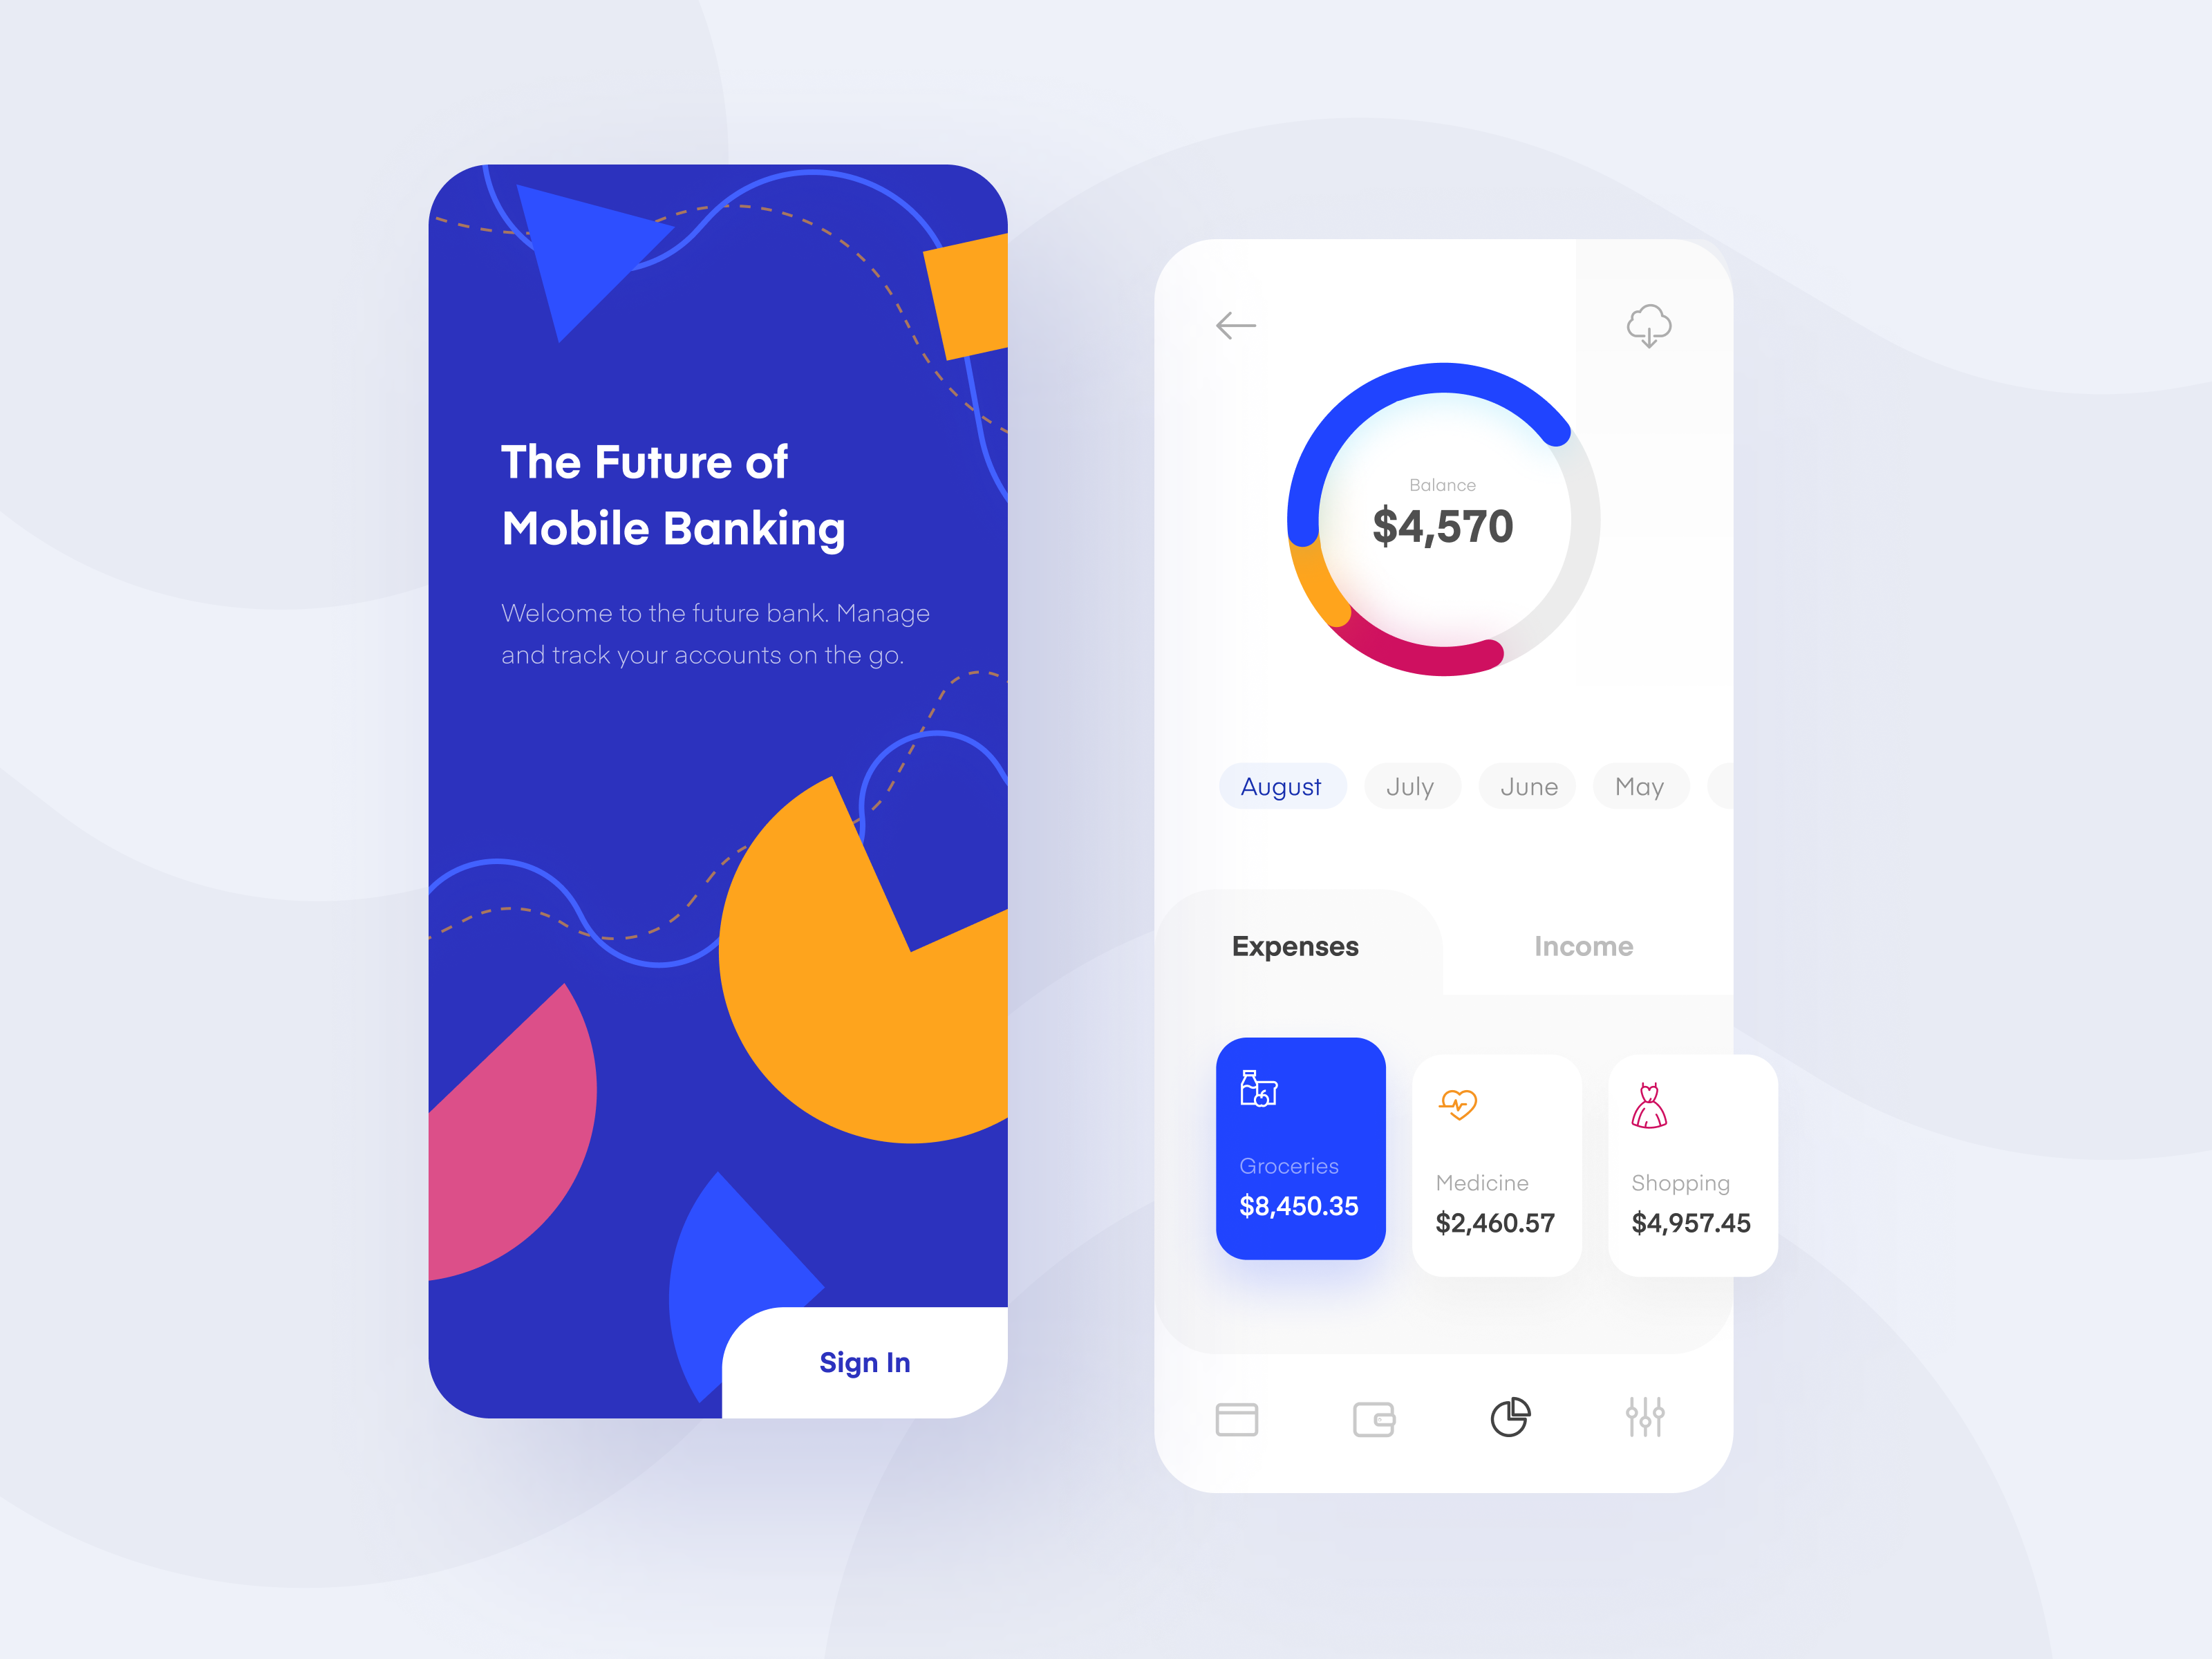 The Future of
Mobile Banking
Welcome to the future bank. Manage
and track your accounts on the go.
Sign In
Balance
$4,570
August
July
June
May
Expenses
Income
Groceries
$8,450.35
Medicine
$2,460.57
Shopping
$4,957.45